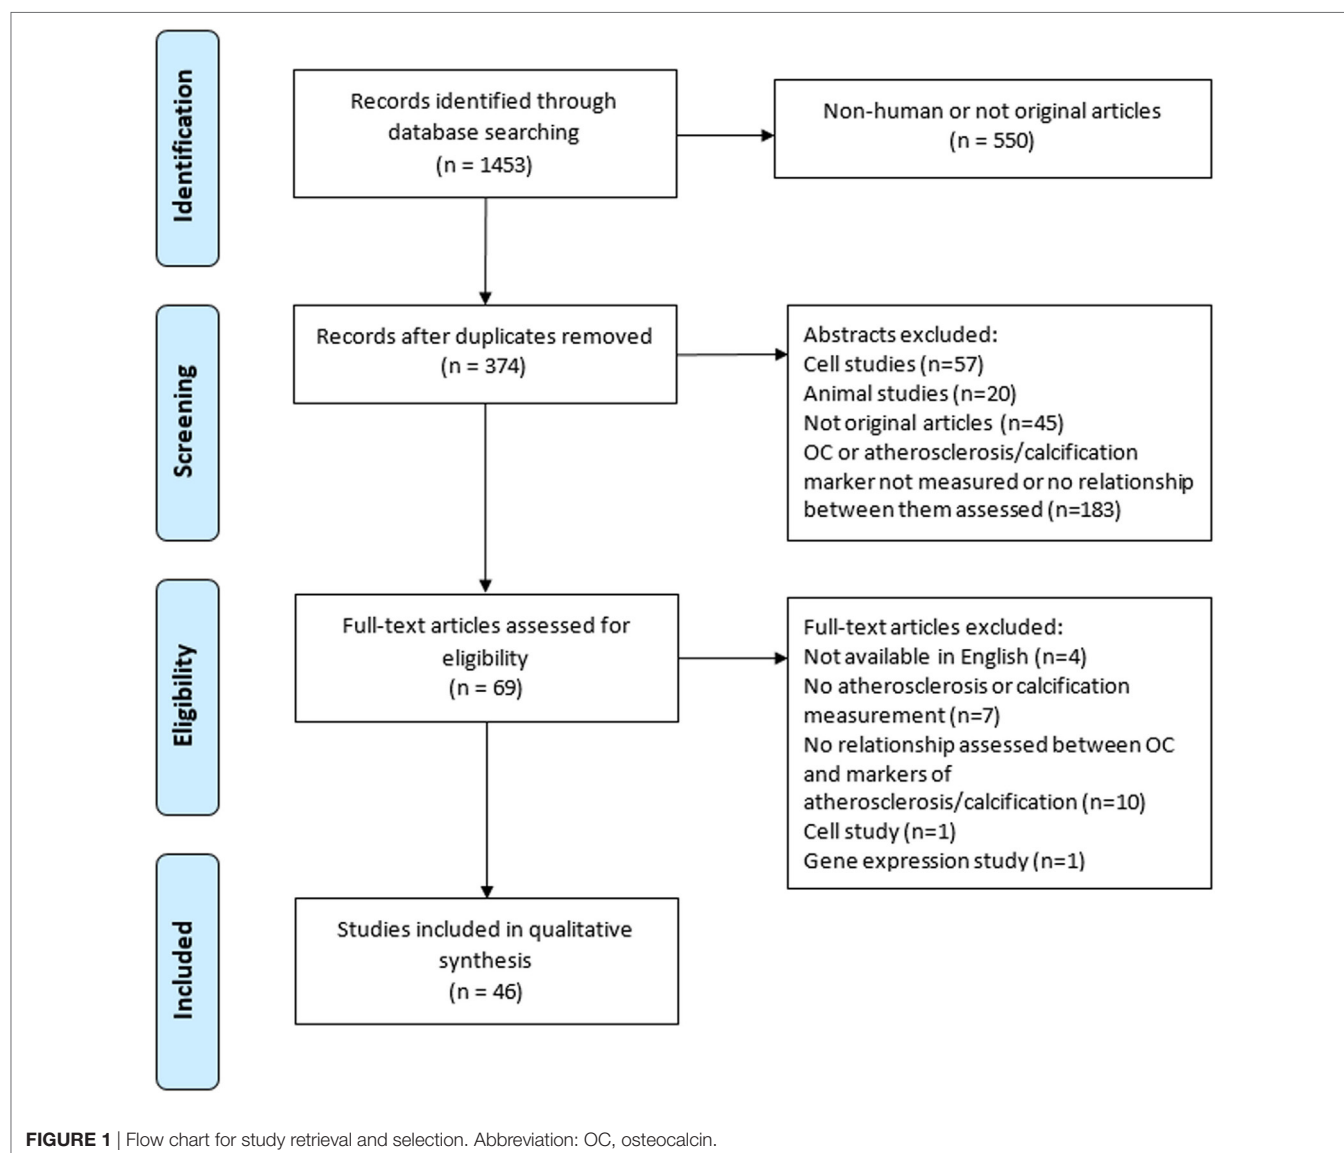 Identification
Records identified through
database searching
(n = 1453)
Non-human or not original articles
(n = 550)
Screening
Records after duplicates removed
(n = 374)
Abstracts excluded:
Cell studies (n=57)
Animal studies (n=20)
Not original articles (n=45)
OC or atherosclerosis/calcification
marker not measured or no relationship
between them assessed (n=183)
Eligibility
Full-text articles assessed for
eligibility
(n = 69)
Full-text articles excluded:
Not available in English (n=4)
No atherosclerosis or calcification
measurement (n=7)
No relationship assessed between OC
and markers of
atherosclerosis/calcification (n=10)
Cell study (n=1)
Gene expression study (n=1)
Included
Studies included in qualitative
synthesis
(n = 46)
FIGURE 1 | Flow chart for study retrieval and selection. Abbreviation: OC, osteocalcin.